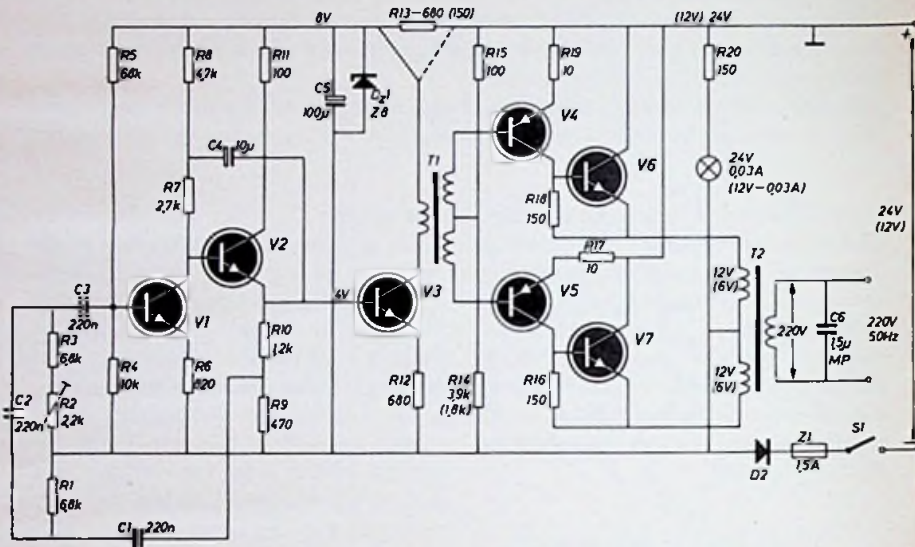 8V
R13-680 (150)
(12V) 24V
+
R5
68k
R8
4,7k
R11
100
C5
100µ
Dz1
Z8
R15
100
R19
10
V4
R20
150
C4
10µ
T1
V6
24V
0,03A
(12V-0,03A)
R7
2,7k
R18
150
24V
(12V)
V2
R17
10
T2
12V
(6V)
C3
220n
4V
V3
V5
V1
220V
C6
1,5µ
MP
220V
50Hz
R3
6,8k
R10
1,2k
V7
R4
10k
R6
820
R12
680
R14
3,9k
(1,8k)
R16
150
12V
(6V)
C2
220n
R2
2,2k
R9
470
Z1
1,5A
S1
D2
R1
6,8k
C1
220n